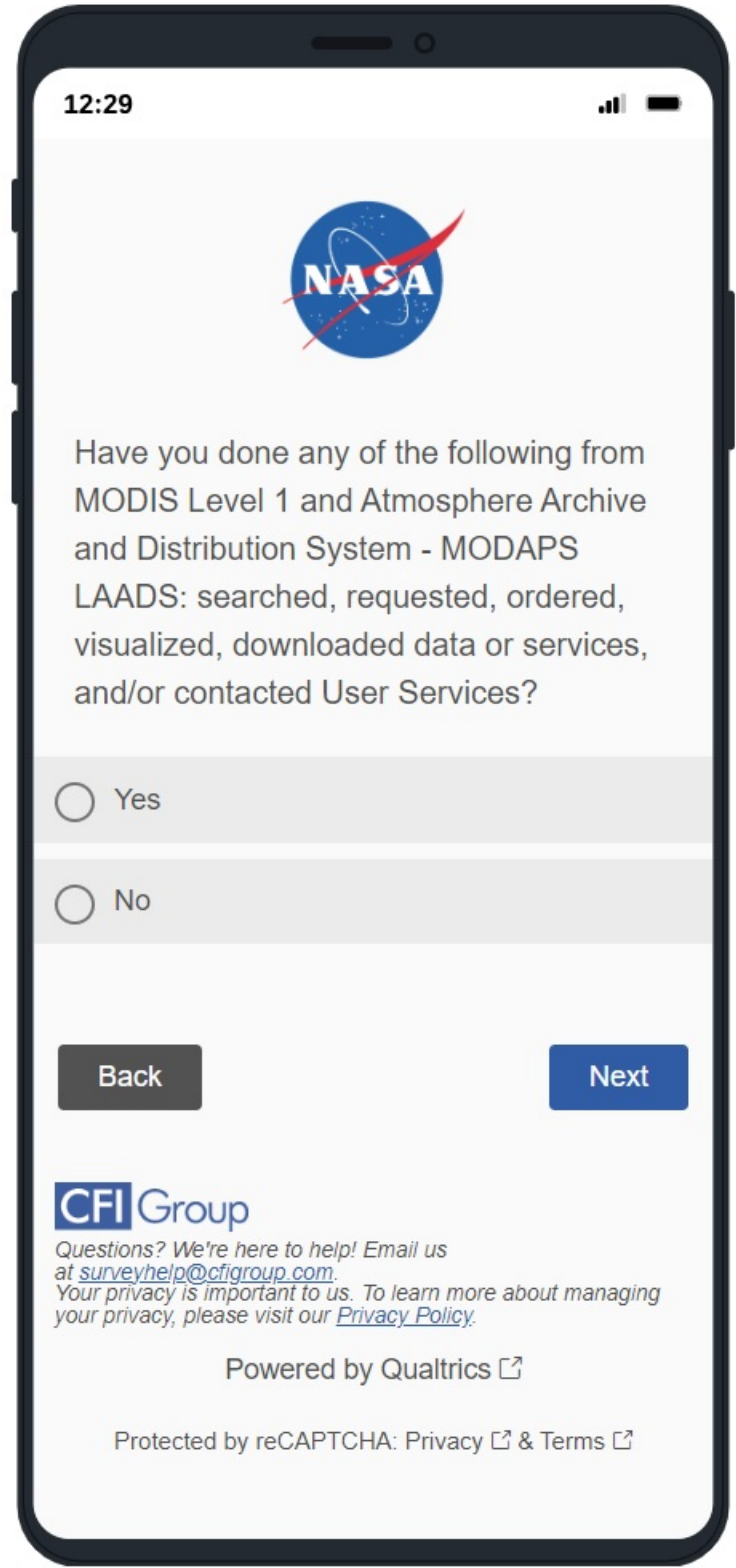 12:29
NASA
Have you done any of the following from
MODIS Level 1 and Atmosphere Archive
and Distribution System - MODAPS
LAADS: searched, requested, ordered,
visualized, downloaded data or services,
and/or contacted User Services?
Yes
No
Back
Next
CFI Group
Questions? We're here to help! Email us
at surveyhelp@cfigroup.com.
Your privacy is important to us. To learn more about managing
your privacy, please visit our Privacy Policy.
Powered by Qualtrics
Protected by reCAPTCHA: Privacy & Terms